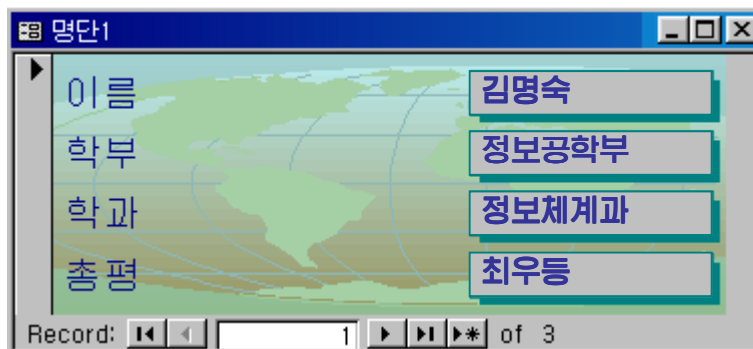 명단1
이름 김명숙
학부 정보공학부
학과 정보체계과
총평 최우등
Record: 1 of 3